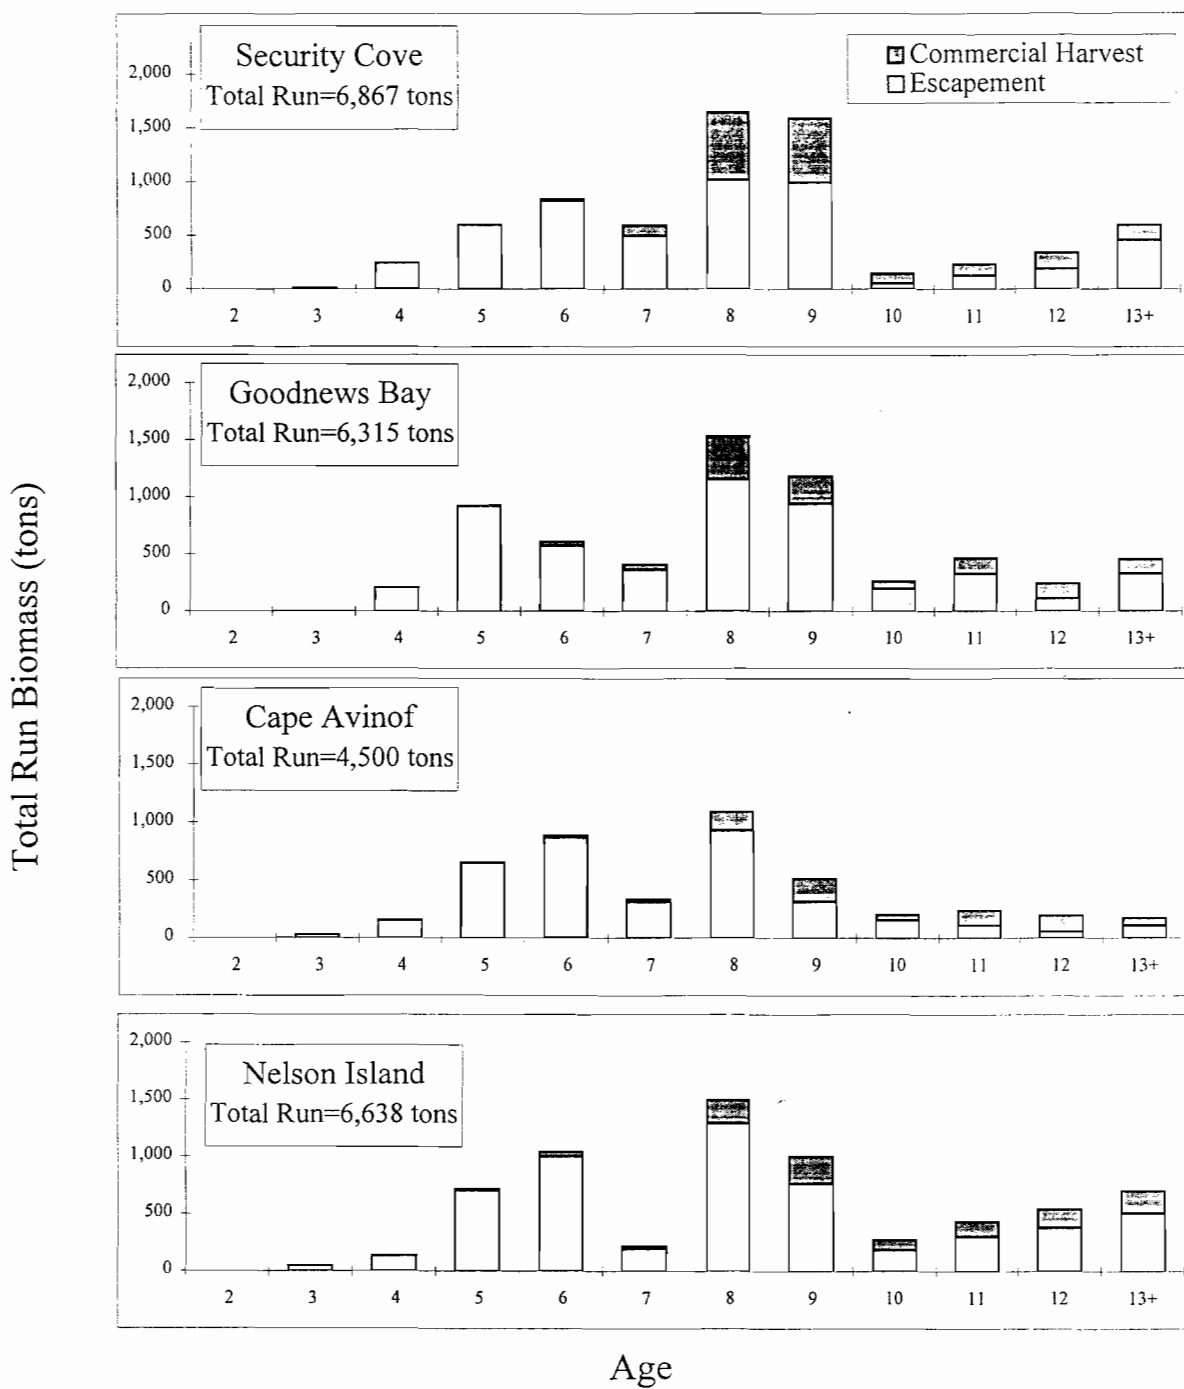 Security Cove
Total Run=6,867 tons
Commercial Harvest
Escapement
2,000
1,500
1,000
500
0
2 3 4 5 6 7 8 9 10 11 12 13+
Goodnews Bay
Total Run=6,315 tons
2,000
1,500
1,000
500
0
2 3 4 5 6 7 8 9 10 11 12 13+
Cape Avinof
Total Run=4,500 tons
2,000
1,500
1,000
500
0
2 3 4 5 6 7 8 9 10 11 12 13+
Nelson Island
Total Run=6,638 tons
2,000
1,500
1,000
500
0
2 3 4 5 6 7 8 9 10 11 12 13+
Total Run Biomass (tons)
Age